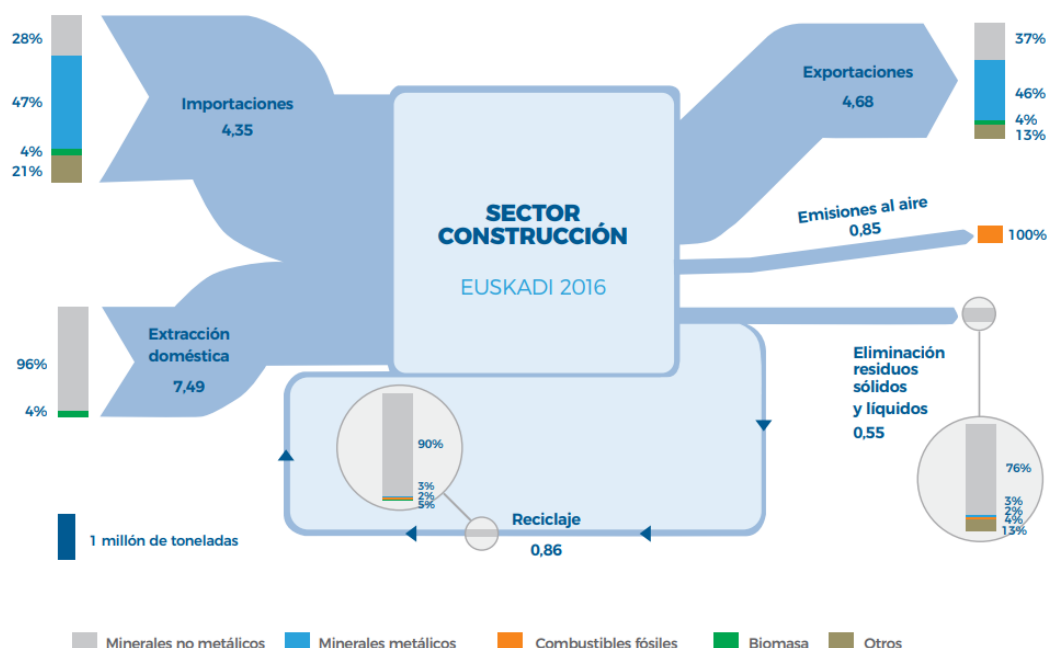 28%
47%
4%
21%
Importaciones
4,35
96%
4%
Extracción
doméstica
7,49
SECTOR
CONSTRUCCIÓN
EUSKADI 2016
Exportaciones
4,68
37%
46%
4%
13%
Emisiones al aire
0,85
100%
Eliminación
residuos
sólidos
y líquidos
0,55
76%
3%
2%
4%
13%
90%
3%
2%
5%
Reciclaje
0,86
1 millón de toneladas
Minerales no metálicos
Minerales metálicos
Combustibles fósiles
Biomasa
Otros